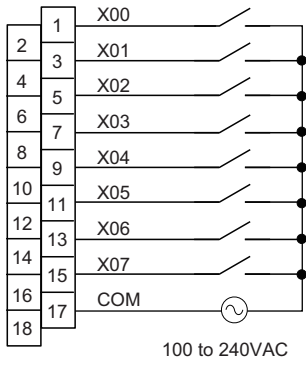 1 X00
2
3 X01
4
5 X02
6
7 X03
8
9 X04
10
11 X05
12
13 X06
14
15 X07
16
17 COM
18
100 to 240VAC